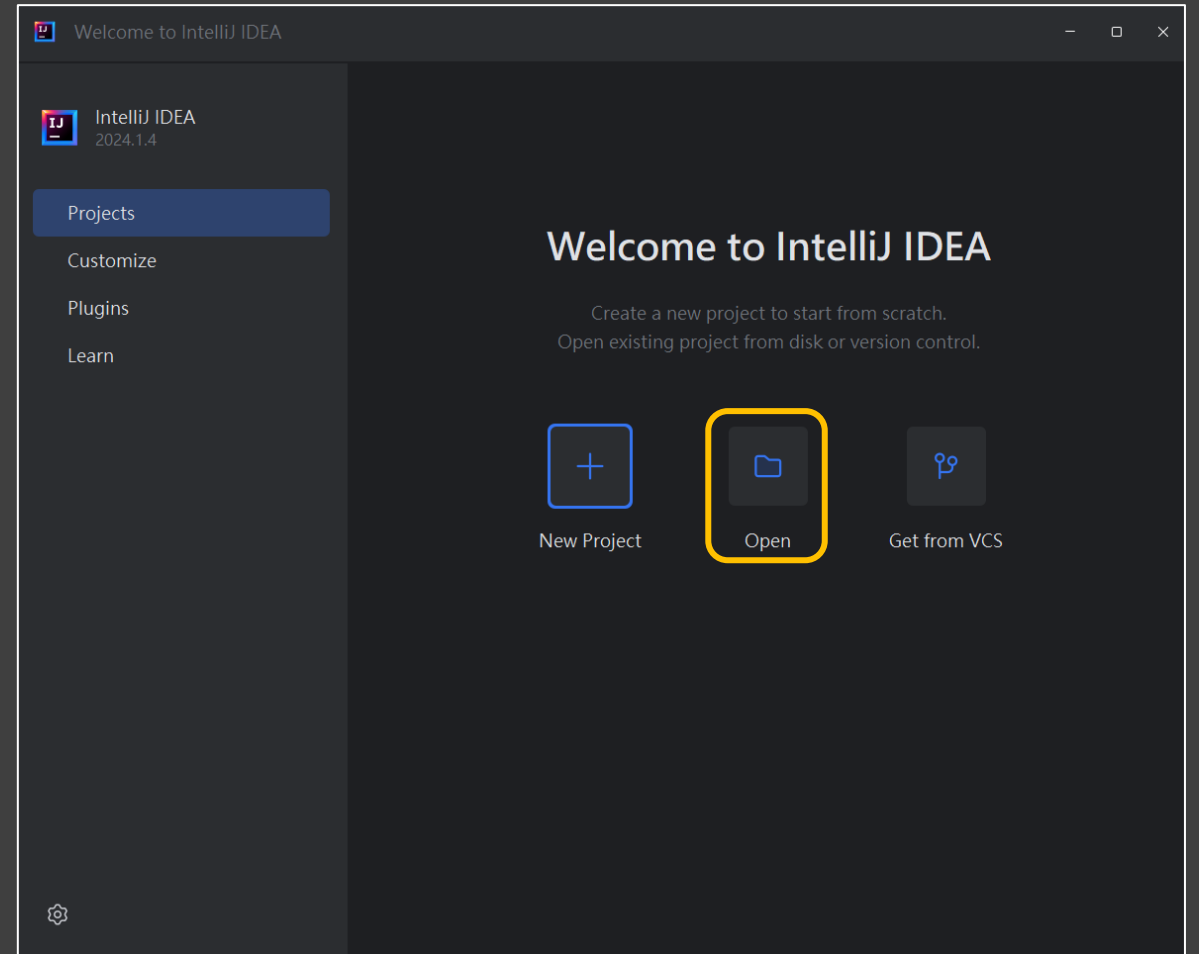 Welcome to IntelliJ IDEA
IntelliJ IDEA
2024.1.4
Projects
Customize
Plugins
Learn
Welcome to IntelliJ IDEA
Create a new project to start from scratch.
Open existing project from disk or version control.
New Project
Open
Get from VCS